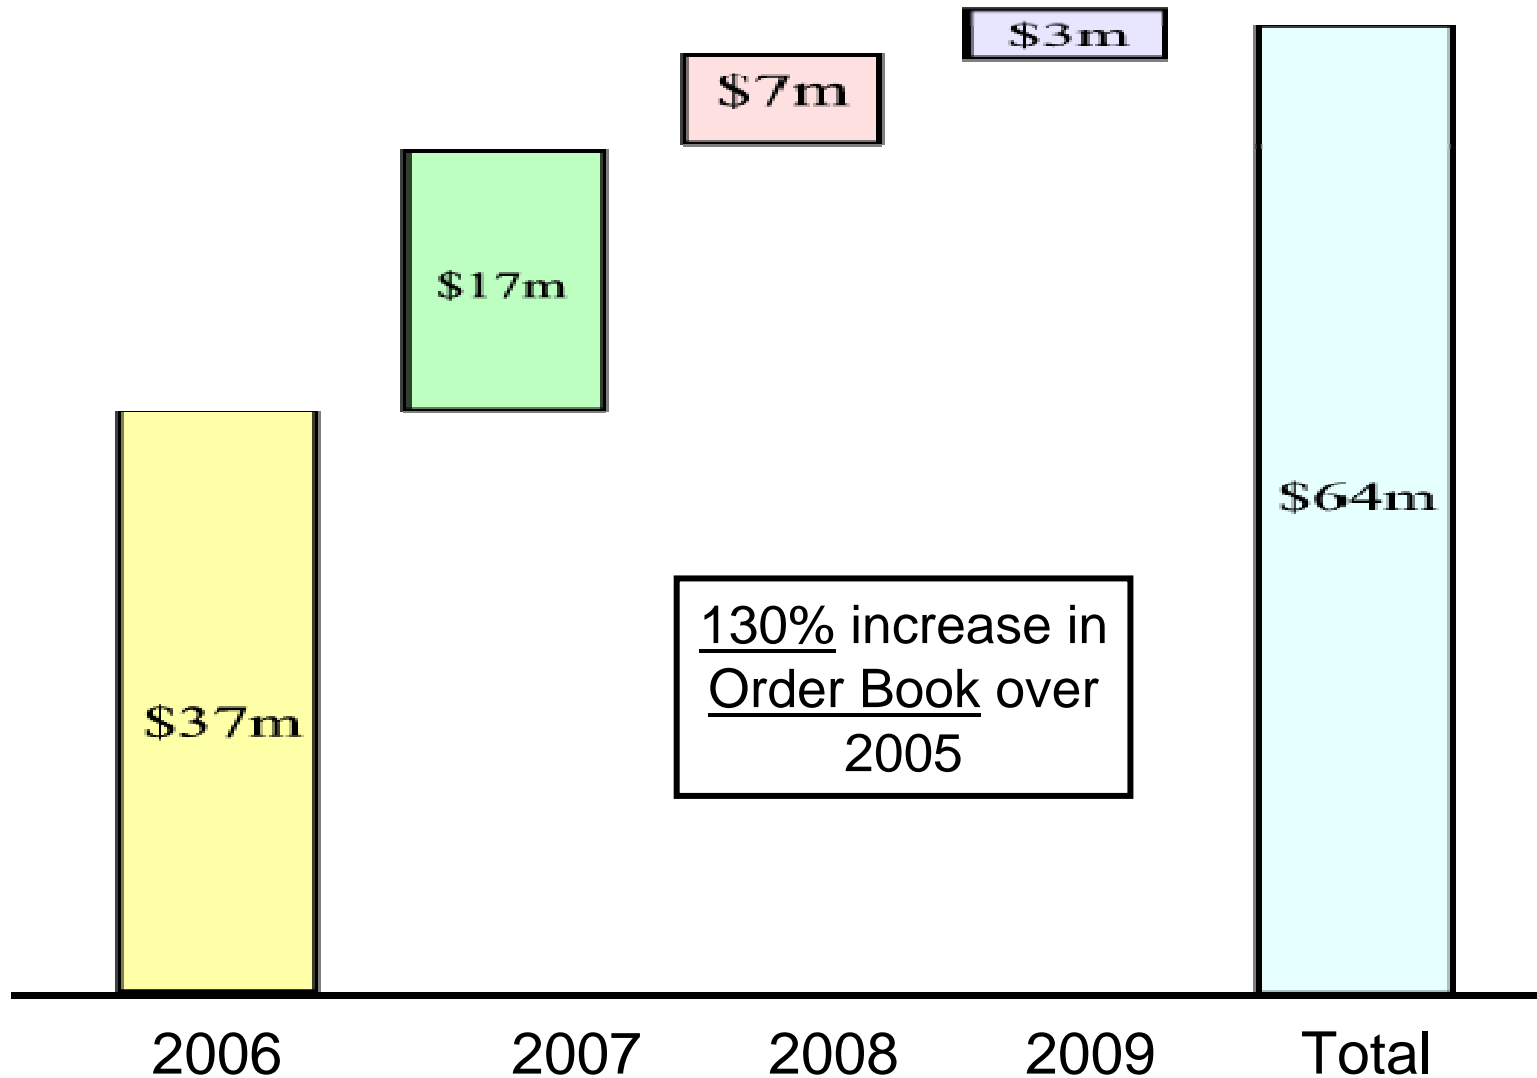 $3m
$7m
$17m
$64m
130% increase in
Order Book over
2005
$37m
2006 2007 2008 2009 Total